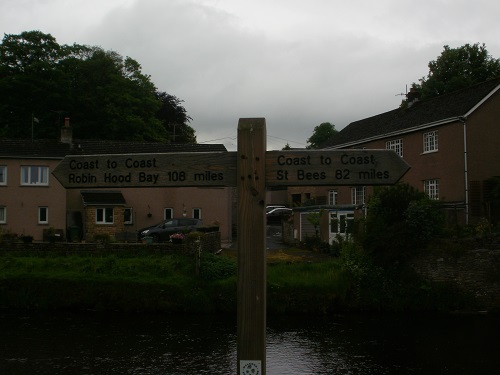 Coast to Coast
Robin Hood Bay 108 miles
Coast to Coast
St Bees 82 miles